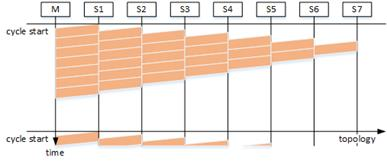 M S1 S2 S3 S4 S5 S6 S7
cycle start
cycle start
topology
time